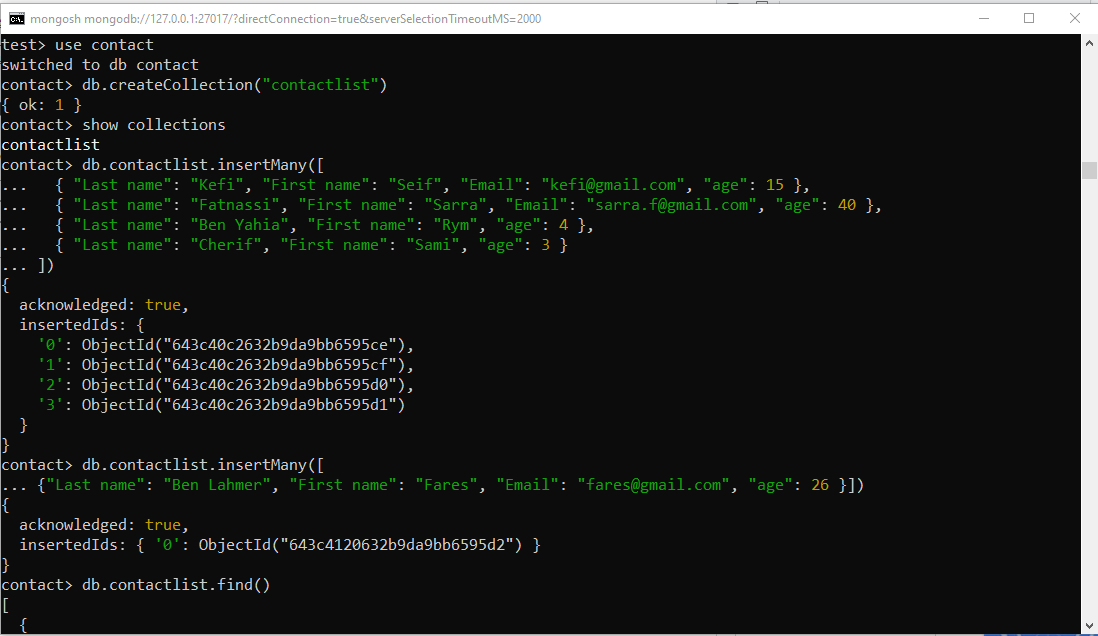 mongosh mongodb://127.0.0.1:27017/?directConnection=true&serverSelectionTimeoutMS=2000
test> use contact
switched to db contact
contact> db.createCollection("contactlist")
{ ok: 1 }
contact> show collections
contactlist
contact> db.contactlist.insertMany([
...   { "Last name": "Kefi", "First name": "Seif", "Email": "kefi@gmail.com", "age": 15 },
...   { "Last name": "Fatnassi", "First name": "Sarra", "Email": "sarra.f@gmail.com", "age": 40 },
...   { "Last name": "Ben Yahia", "First name": "Rym", "age": 4 },
...   { "Last name": "Cherif", "First name": "Sami", "age": 3 }
... ])
{
  acknowledged: true,
  insertedIds: {
    '0': ObjectId("643c40c2632b9da9bb6595ce"),
    '1': ObjectId("643c40c2632b9da9bb6595cf"),
    '2': ObjectId("643c40c2632b9da9bb6595d0"),
    '3': ObjectId("643c40c2632b9da9bb6595d1")
  }
}
contact> db.contactlist.insertMany([
... {"Last name": "Ben Lahmer", "First name": "Fares", "Email": "fares@gmail.com", "age": 26 }])
{
  acknowledged: true,
  insertedIds: { '0': ObjectId("643c4120632b9da9bb6595d2") }
}
contact> db.contactlist.find()
[
  {